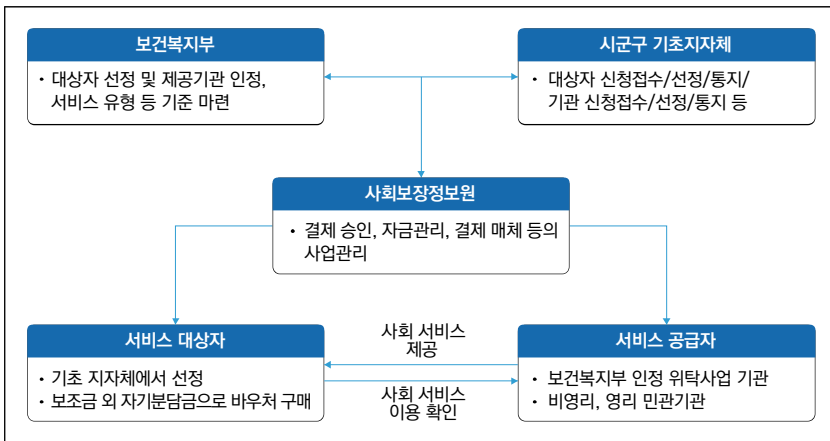 보건복지부
• 대상자 선정 및 제공기관 인정,
서비스 유형 등 기준 마련
시군구 기초지자체
• 대상자 신청접수/선정/통지/
기관 신청접수/선정/통지 등
사회보장정보원
• 결제 승인, 자금관리, 결제 매체 등의
사업관리
서비스 대상자
• 기초 지자체에서 선정
• 보조금 외 자기분담금으로 바우처 구매
사회 서비스
제공
사회 서비스
이용 확인
서비스 공급자
• 보건복지부 인정 위탁사업 기관
• 비영리, 영리 민관기관